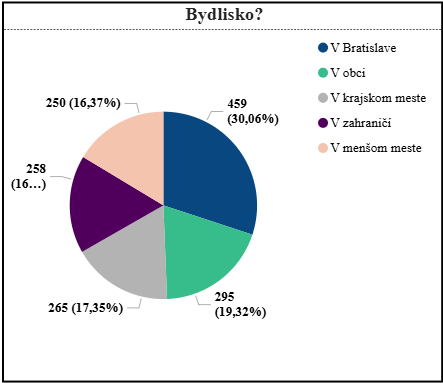 Bydlisko?
V Bratislave
V obci
V krajskom meste
V zahraničí
V menšom meste
459
(30,06%)
295
(19,32%)
265 (17,35%)
258
(16…)
250 (16,37%)